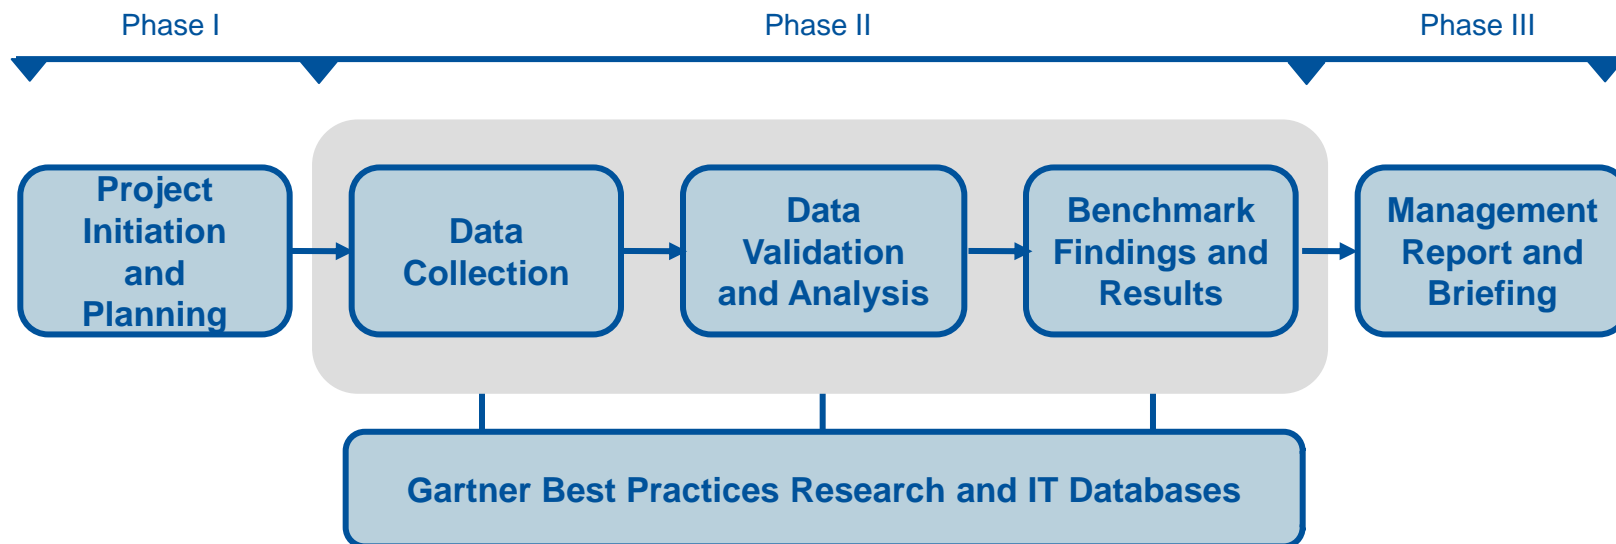 Phase I
Phase II
Phase III
Project
Initiation
and
Planning
Data
Collection
Data
Validation
and Analysis
Benchmark
Findings and
Results
Management
Report and
Briefing
Gartner Best Practices Research and IT Databases